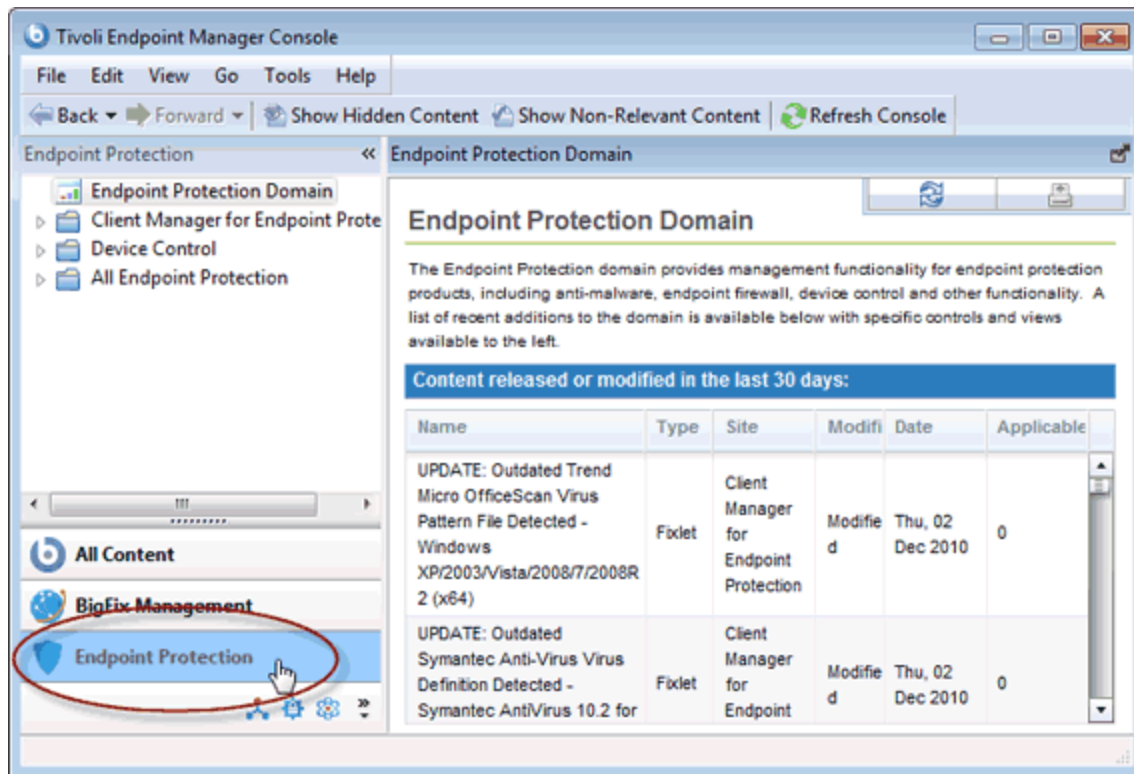 Tivoli Endpoint Manager Console
File Edit View Go Tools Help
Back Forward Show Hidden Content Show Non-Relevant Content Refresh Console
Endpoint Protection «
Endpoint Protection Domain
Client Manager for Endpoint Prote
Device Control
All Endpoint Protection
All Content
BigFix Management
Endpoint Protection
»
Endpoint Protection Domain
Endpoint Protection Domain
The Endpoint Protection domain provides management functionality for endpoint protection
products, including anti-malware, endpoint firewall, device control and other functionality. A
list of recent additions to the domain is available below with specific controls and views
available to the left.
Content released or modified in the last 30 days:
Name Type Site Modifi Date Applicable
UPDATE: Outdated Trend
Micro OfficeScan Virus
Pattern File Detected -
Windows
XP/2003/Vista/2008/7/2008R
2 (x64)
Fixlet
Client
Manager
for
Endpoint
Protection
Modifie
d
Thu, 02
Dec 2010
0
UPDATE: Outdated
Symantec Anti-Virus Virus
Definition Detected -
Symantec AntiVirus 10.2 for
Fixlet
Client
Manager
for
Endpoint
Modifie
d
Thu, 02
Dec 2010
0